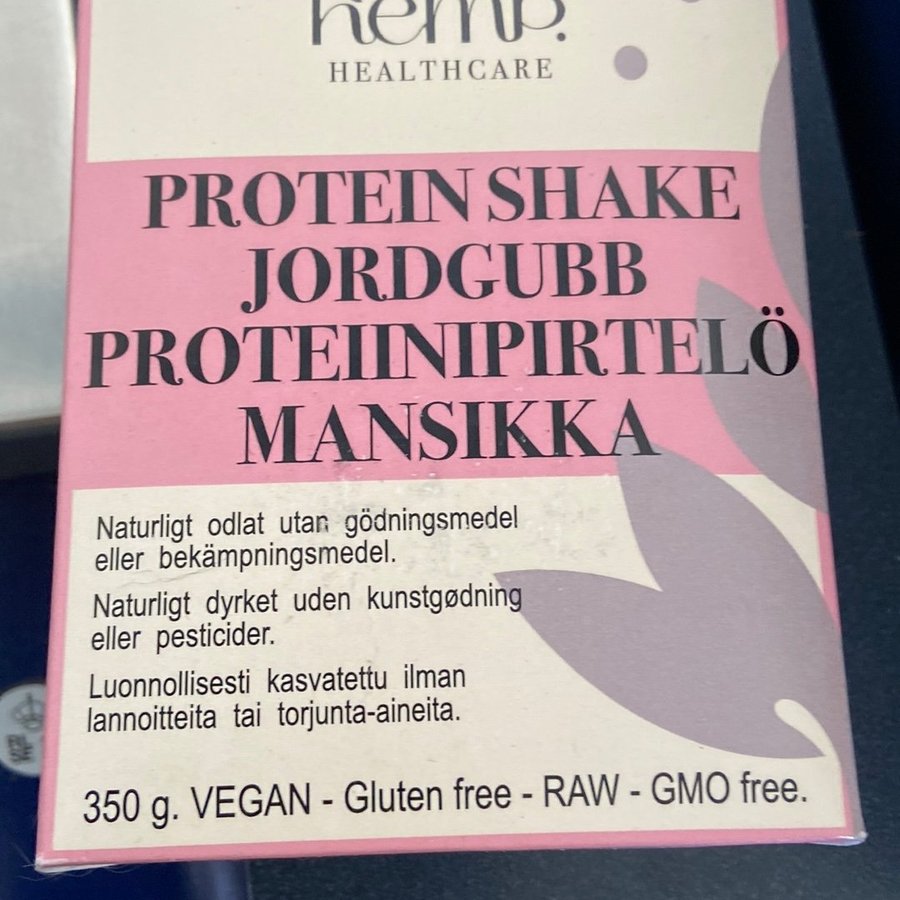 hemp.
HEALTHCARE
PROTEIN SHAKE
JORDGUBB
PROTEIINIPIRTELÖ
MANSIKKA
Naturligt odlat utan gödningsmedel
eller bekämpningsmedel.
Naturligt dyrket uden kunstgødning
eller pesticider.
Luonnollisesti kasvatettu ilman
lannoitteita tai torjunta-aineita.
350 g. VEGAN - Gluten free - RAW - GMO free.